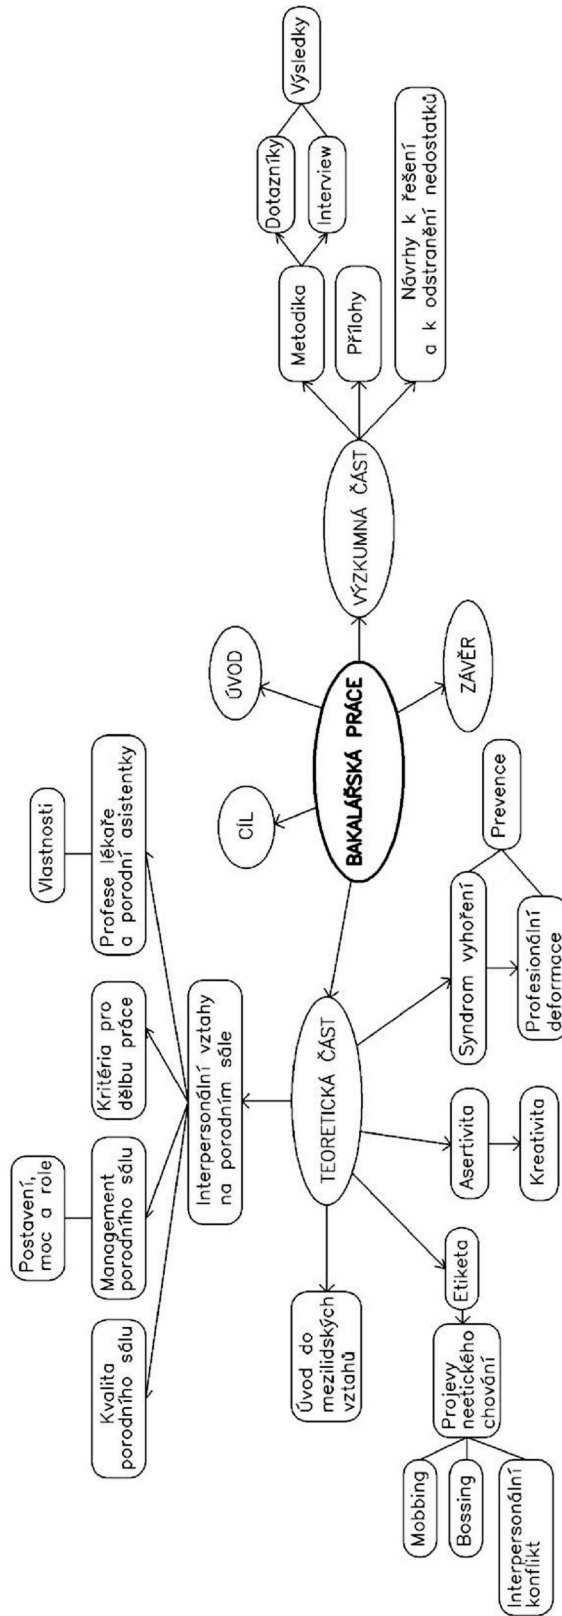 Kvalita
porodního sálu
Postavení,
moc a role
Management
porodního sálu
Kritéria pro
dělbu práce
Vlastnosti
Profese lékaře
a porodní asistentky
Interpersonální vztahy
na porodním sále
CÍL
ÚVOD
Úvod do
mezilidských
vztahů
TEORETICKÁ ČÁST
BAKALÁŘSKÁ PRÁCE
VÝZKUMNÁ ČÁST
ZÁVĚR
Metodika
Dotazníky
Interview
Výsledky
Přílohy
Návrhy k řešení
a k odstranění nedostatků
Etiketa
Projevy
neetického
chování
Mobbing
Bossing
Interpersonální
konflikt
Asertivita
Kreativita
Syndrom vyhoření
Profesionální
deformace
Prevence